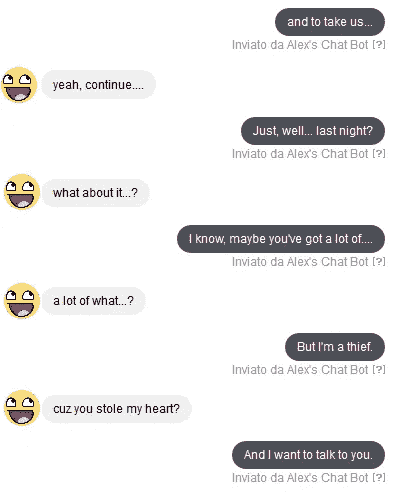 and to take us...
Inviato da Alex's Chat Bot [?]
yeah, continue....
Just, well... last night?
Inviato da Alex's Chat Bot [?]
what about it...?
I know, maybe you've got a lot of....
Inviato da Alex's Chat Bot [?]
a lot of what...?
But I'm a thief.
Inviato da Alex's Chat Bot [?]
cuz you stole my heart?
And I want to talk to you.
Inviato da Alex's Chat Bot [?]